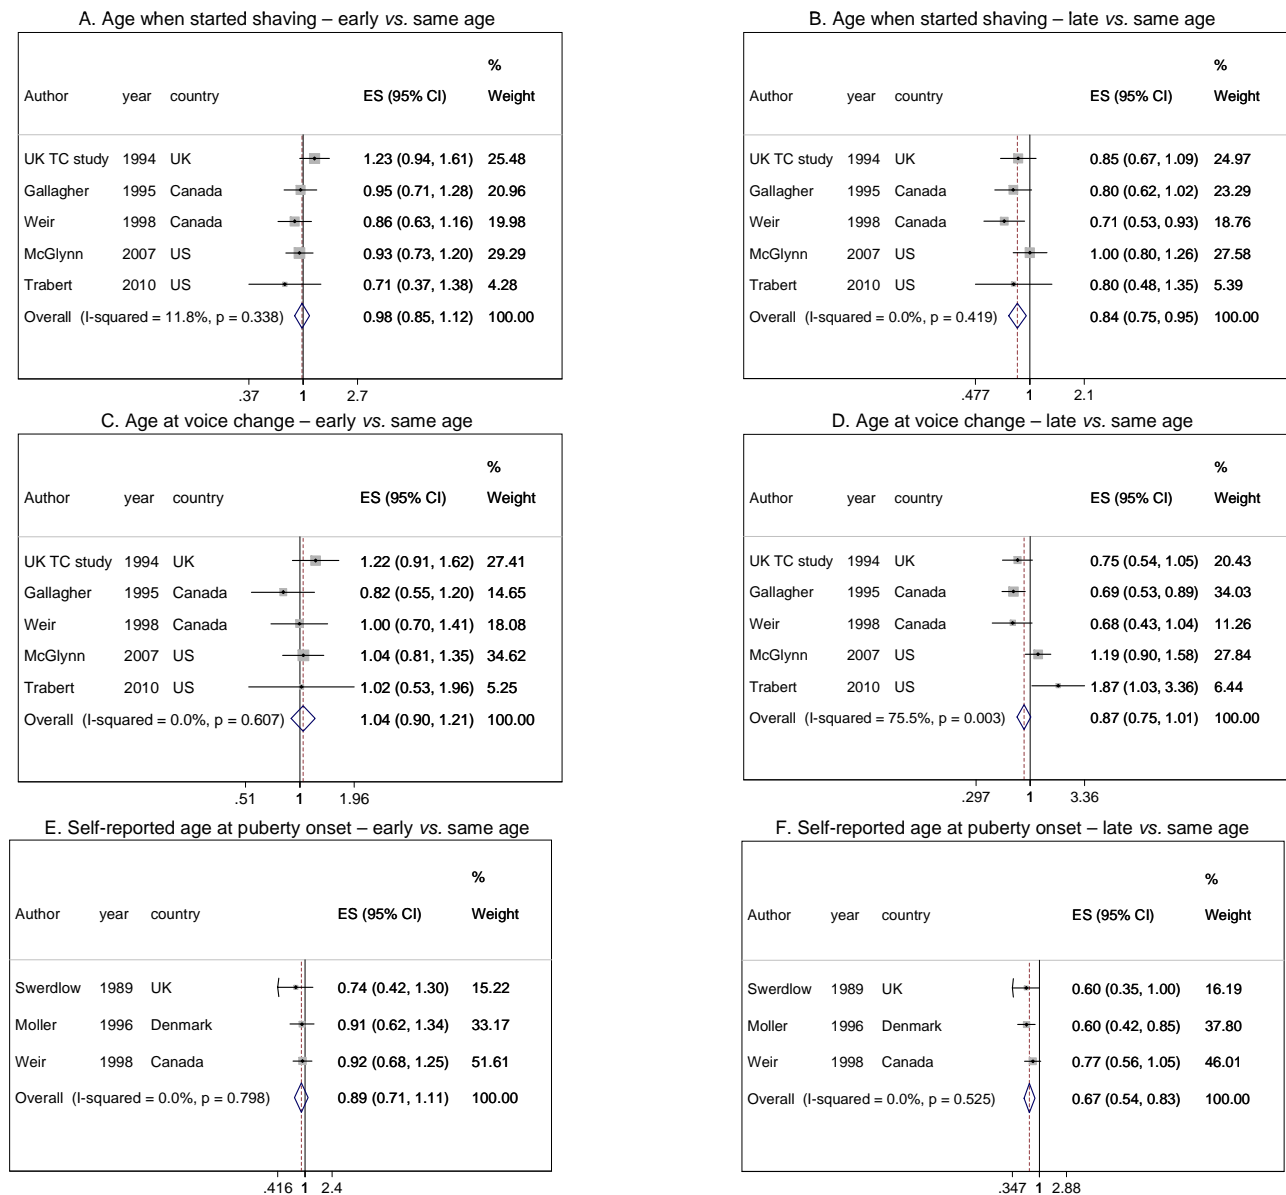 A. Age when started shaving – early vs. same age
%
Author year country ES (95% CI) Weight
UK TC study 1994 UK 1.23 (0.94, 1.61) 25.48
Gallagher 1995 Canada 0.95 (0.71, 1.28) 20.96
Weir 1998 Canada 0.86 (0.63, 1.16) 19.98
McGlynn 2007 US 0.93 (0.73, 1.20) 29.29
Trabert 2010 US 0.71 (0.37, 1.38) 4.28
Overall (I-squared = 11.8%, p = 0.338) 0.98 (0.85, 1.12) 100.00
.37 1 2.7
B. Age when started shaving – late vs. same age
%
Author year country ES (95% CI) Weight
UK TC study 1994 UK 0.85 (0.67, 1.09) 24.97
Gallagher 1995 Canada 0.80 (0.62, 1.02) 23.29
Weir 1998 Canada 0.71 (0.53, 0.93) 18.76
McGlynn 2007 US 1.00 (0.80, 1.26) 27.58
Trabert 2010 US 0.80 (0.48, 1.35) 5.39
Overall (I-squared = 0.0%, p = 0.419) 0.84 (0.75, 0.95) 100.00
.477 1 2.1
C. Age at voice change – early vs. same age
%
Author year country ES (95% CI) Weight
UK TC study 1994 UK 1.22 (0.91, 1.62) 27.41
Gallagher 1995 Canada 0.82 (0.55, 1.20) 14.65
Weir 1998 Canada 1.00 (0.70, 1.41) 18.08
McGlynn 2007 US 1.04 (0.81, 1.35) 34.62
Trabert 2010 US 1.02 (0.53, 1.96) 5.25
Overall (I-squared = 0.0%, p = 0.607) 1.04 (0.90, 1.21) 100.00
.51 1 1.96
D. Age at voice change – late vs. same age
%
Author year country ES (95% CI) Weight
UK TC study 1994 UK 0.75 (0.54, 1.05) 20.43
Gallagher 1995 Canada 0.69 (0.53, 0.89) 34.03
Weir 1998 Canada 0.68 (0.43, 1.04) 11.26
McGlynn 2007 US 1.19 (0.90, 1.58) 27.84
Trabert 2010 US 1.87 (1.03, 3.36) 6.44
Overall (I-squared = 75.5%, p = 0.003) 0.87 (0.75, 1.01) 100.00
.297 1 3.36
E. Self-reported age at puberty onset – early vs. same age
%
Author year country ES (95% CI) Weight
Swerdlow 1989 UK 0.74 (0.42, 1.30) 15.22
Moller 1996 Denmark 0.91 (0.62, 1.34) 33.17
Weir 1998 Canada 0.92 (0.68, 1.25) 51.61
Overall (I-squared = 0.0%, p = 0.798) 0.89 (0.71, 1.11) 100.00
.416 1 2.4
F. Self-reported age at puberty onset – late vs. same age
%
Author year country ES (95% CI) Weight
Swerdlow 1989 UK 0.60 (0.35, 1.00) 16.19
Moller 1996 Denmark 0.60 (0.42, 0.85) 37.80
Weir 1998 Canada 0.77 (0.56, 1.05) 46.01
Overall (I-squared = 0.0%, p = 0.525) 0.67 (0.54, 0.83) 100.00
.347 1 2.88